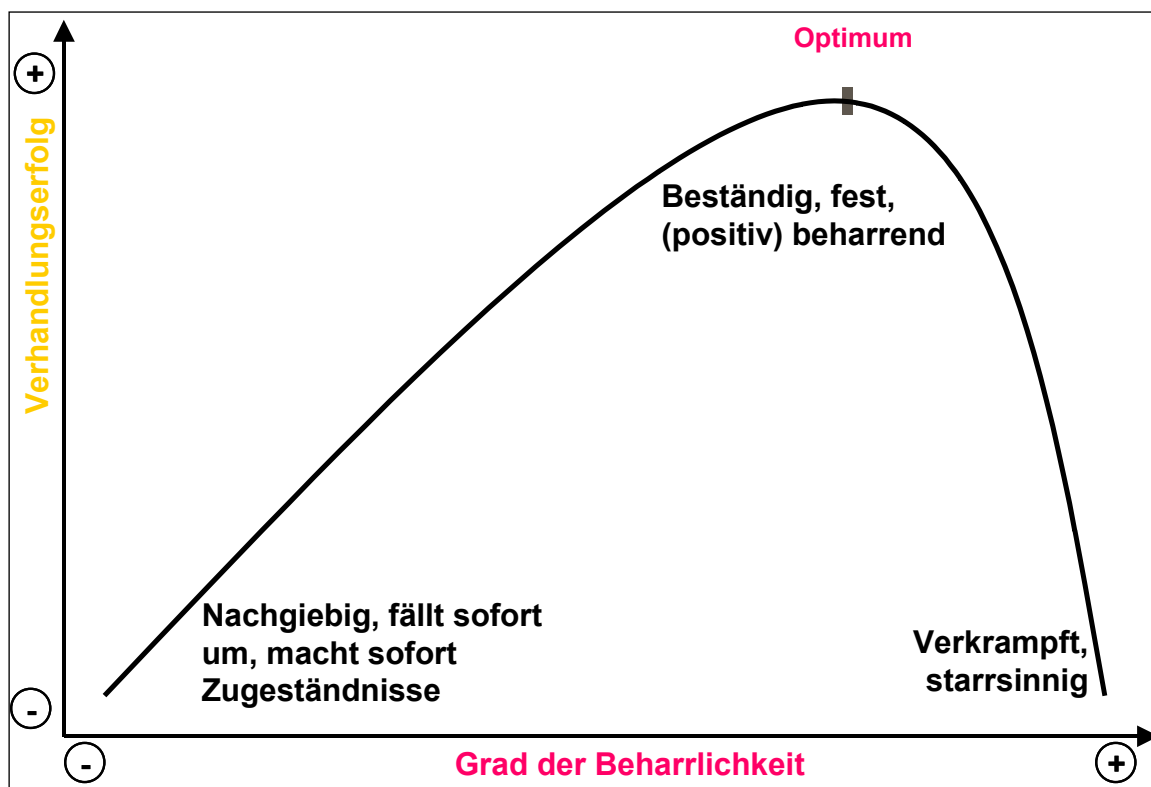 Optimum
+
Verhandlungserfolg
Beständig, fest,
(positiv) beharrend
Nachgiebig, fällt sofort
um, macht sofort
Zugeständnisse
Verkrampft,
starrsinnig
-
-
Grad der Beharrlichkeit
+